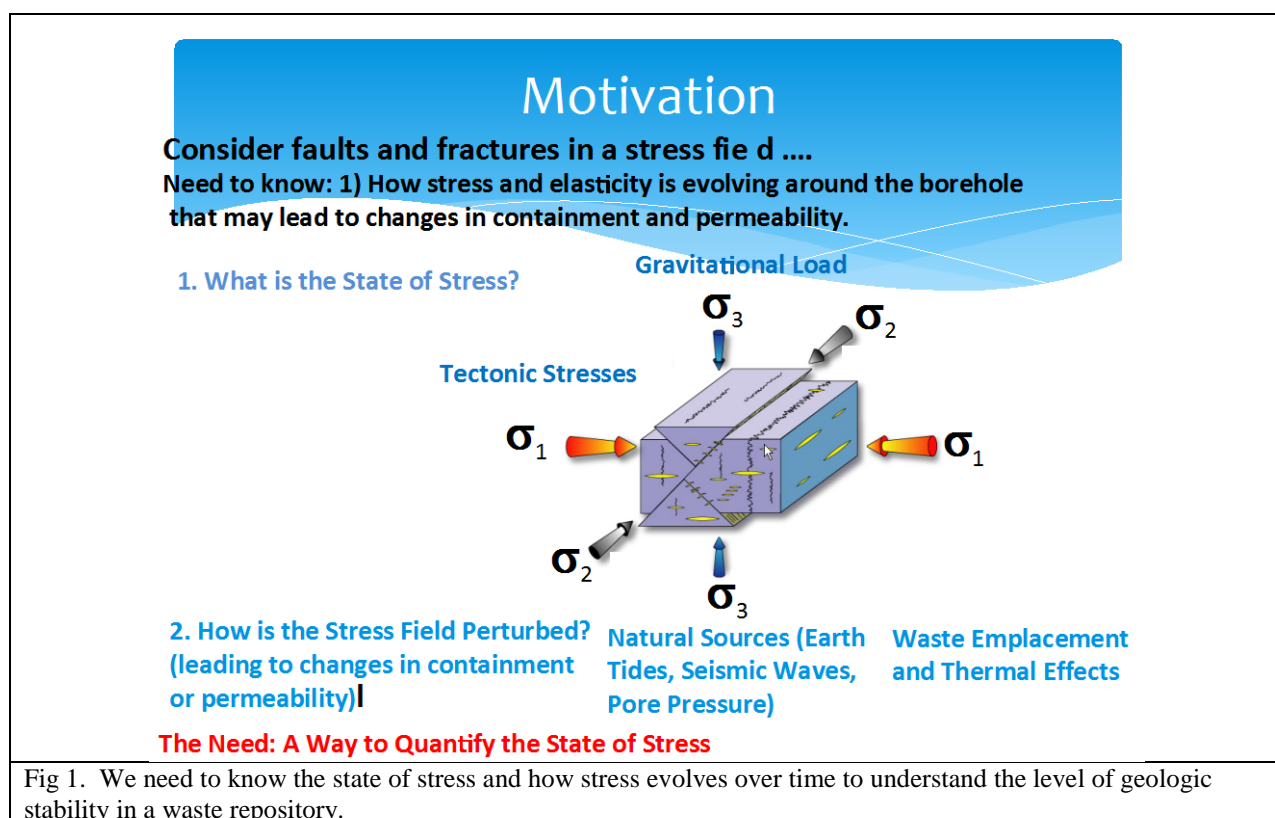 Motivation
Consider faults and fractures in a stress fie d ....
Need to know: 1) How stress and elasticity is evolving around the borehole
that may lead to changes in containment and permeability.
Gravitational Load
1. What is the State of Stress?
σ3
σ2
Tectonic Stresses
σ1
σ1
σ2
σ3
2. How is the Stress Field Perturbed?
(leading to changes in containment
or permeability)l
Natural Sources (Earth
Tides, Seismic Waves,
Pore Pressure)
Waste Emplacement
and Thermal Effects
The Need: A Way to Quantify the State of Stress
Fig 1. We need to know the state of stress and how stress evolves over time to understand the level of geologic
stability in a waste repository.